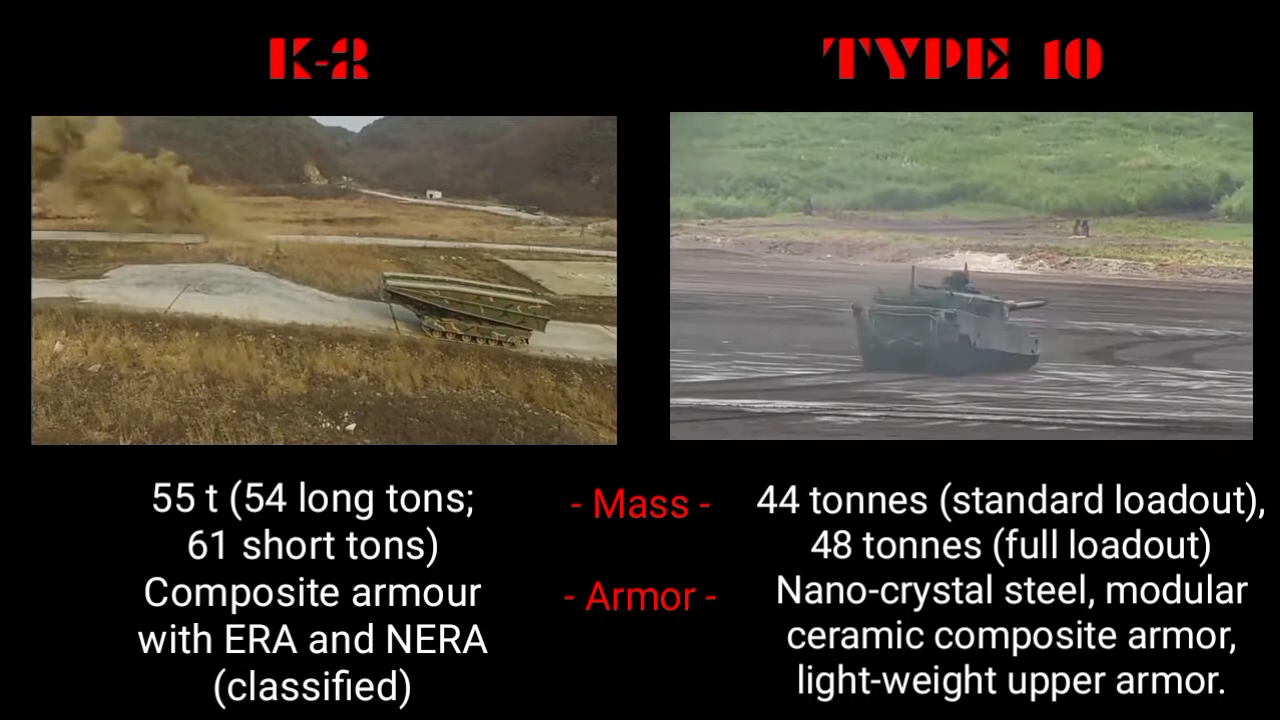 K-2
TYPE 10
55 t (54 long tons;
61 short tons)
Composite armour
with ERA and NERA
(classified)
- Mass -
- Armor -
44 tonnes (standard loadout),
48 tonnes (full loadout)
Nano-crystal steel, modular
ceramic composite armor,
light-weight upper armor.